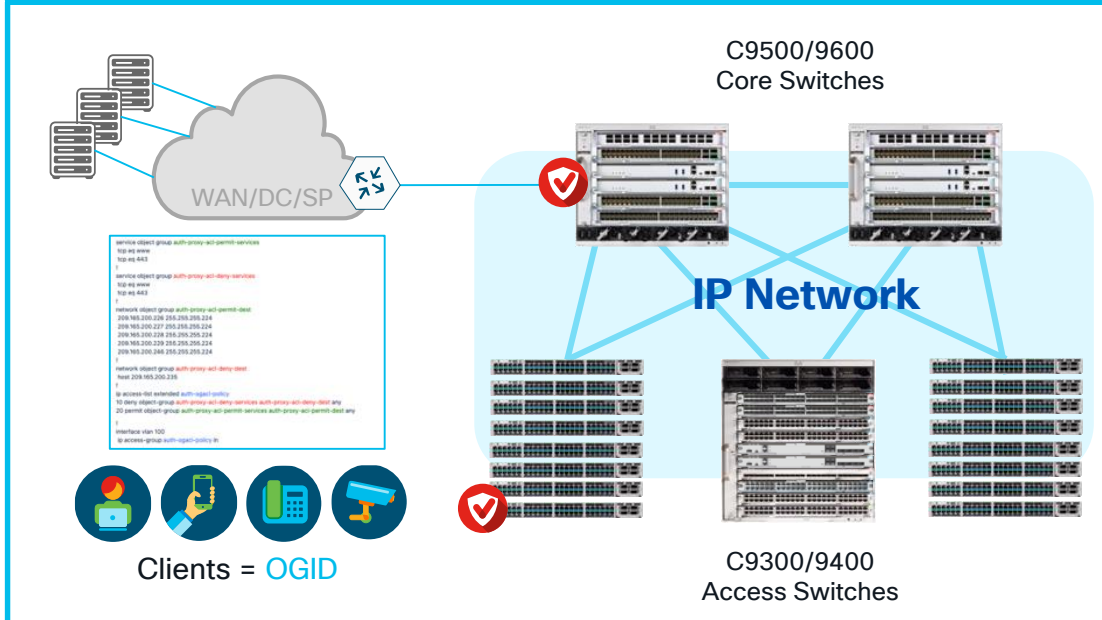 C9500/9600
Core Switches
WAN/DC/SP
service object group auth-proxy-acl-permit-services
tcp eq www
tcp eq 443
!
service object group auth-proxy-acl-deny-services
tcp eq www
tcp eq 443
!
network object group auth-proxy-acl-permit-dest
209.165.200.226 255.255.255.224
209.165.200.227 255.255.255.224
209.165.200.228 255.255.255.224
209.165.200.229 255.255.255.224
209.165.200.246 255.255.255.224
!
network object group auth-proxy-acl-deny-dest
host 209.165.200.235
!
ip access-list extended auth-ogacl-policy
10 deny object-group auth-proxy-acl-deny-services auth-proxy-acl-deny-dest any
20 permit object-group auth-proxy-acl-permit-services auth-proxy-acl-permit-dest any
!
interface vlan 100
ip access-group auth-ogacl-policy in
IP Network
Clients = OGID
C9300/9400
Access Switches